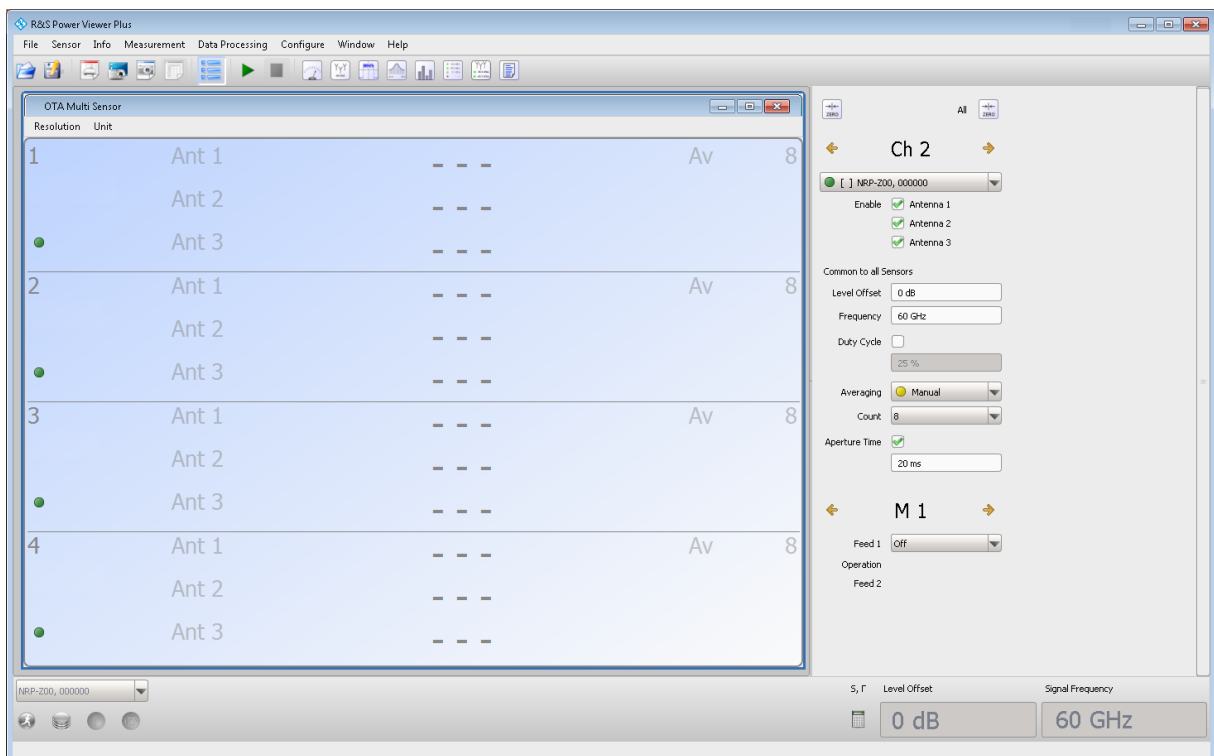 R&S Power Viewer Plus
File Sensor Info Measurement Data Processing Configure Window Help
OTA Multi Sensor
Resolution Unit
1 Ant 1 _ _ _ Av 8
Ant 2 _ _ _
Ant 3 _ _ _
2 Ant 1 _ _ _ Av 8
Ant 2 _ _ _
Ant 3 _ _ _
3 Ant 1 _ _ _ Av 8
Ant 2 _ _ _
Ant 3 _ _ _
4 Ant 1 _ _ _ Av 8
Ant 2 _ _ _
Ant 3 _ _ _
ZERO All ZERO
Ch 2
[ ] NRP-Z00, 000000
Enable Antenna 1
Antenna 2
Antenna 3
Common to all Sensors
Level Offset 0 dB
Frequency 60 GHz
Duty Cycle
25 %
Averaging Manual
Count 8
Aperture Time
20 ms
M 1
Feed 1 Off
Operation
Feed 2
NRP-Z00, 000000
S, Γ Level Offset Signal Frequency
0 dB 60 GHz